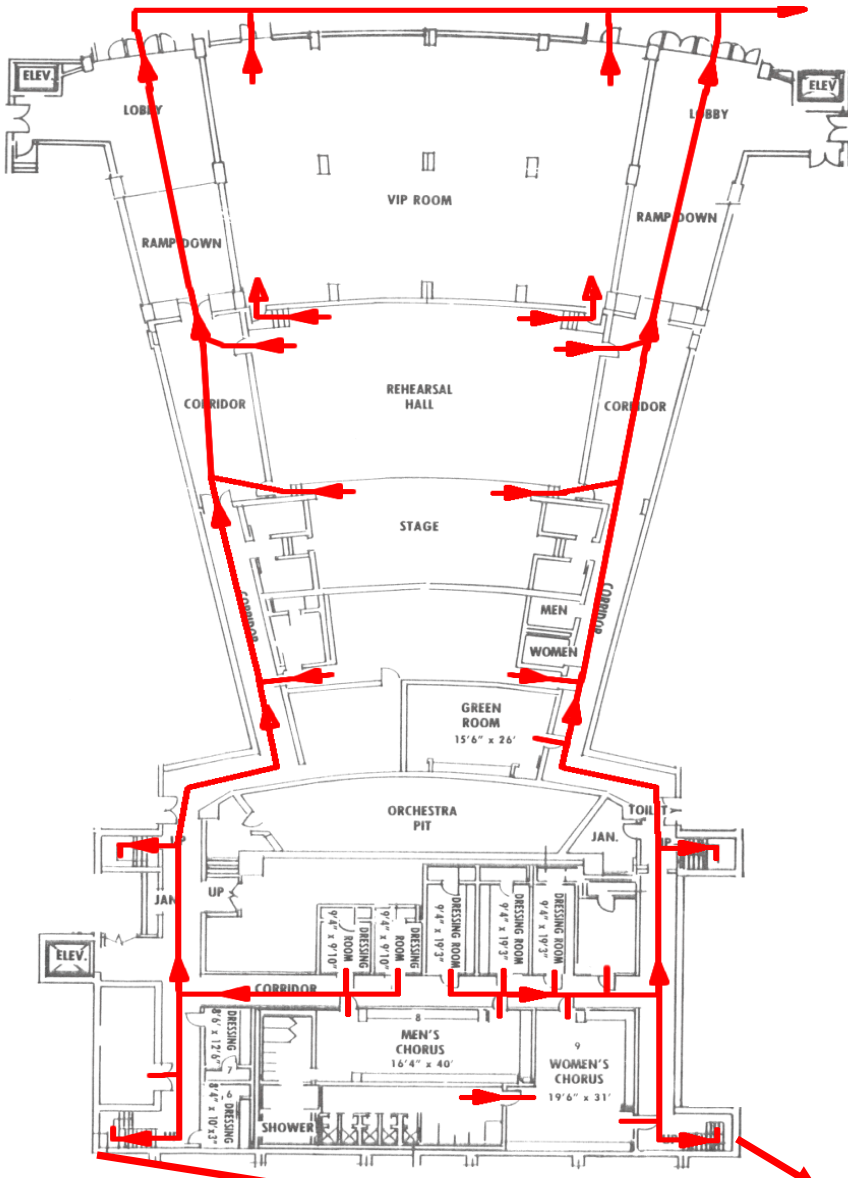 ELEV.
ELEV
LOBBY
LOBBY
VIP ROOM
RAMP DOWN
RAMP DOWN
REHEARSAL
HALL
CORRIDOR
CORRIDOR
STAGE
CORRIDOR
CORRIDOR
MEN
WOMEN
GREEN
ROOM
15'6" x 26'
ORCHESTRA
PIT
TOILET
JAN.
UP
UP
JAN
UP
ELEV.
DRESSING
ROOM
9'4" x 9'10"
DRESSING
ROOM
9'4" x 9'10"
DRESSING ROOM
9'4" x 19'3"
DRESSING ROOM
9'4" x 19'3"
DRESSING ROOM
9'4" x 19'3"
CORRIDOR
DRESSING
8'6" x 12'6"
7
8
MEN'S
CHORUS
16'4" x 40'
9
WOMEN'S
CHORUS
19'6" x 31'
6
DRESSING
8'4" x 10'3"
SHOWER
UP